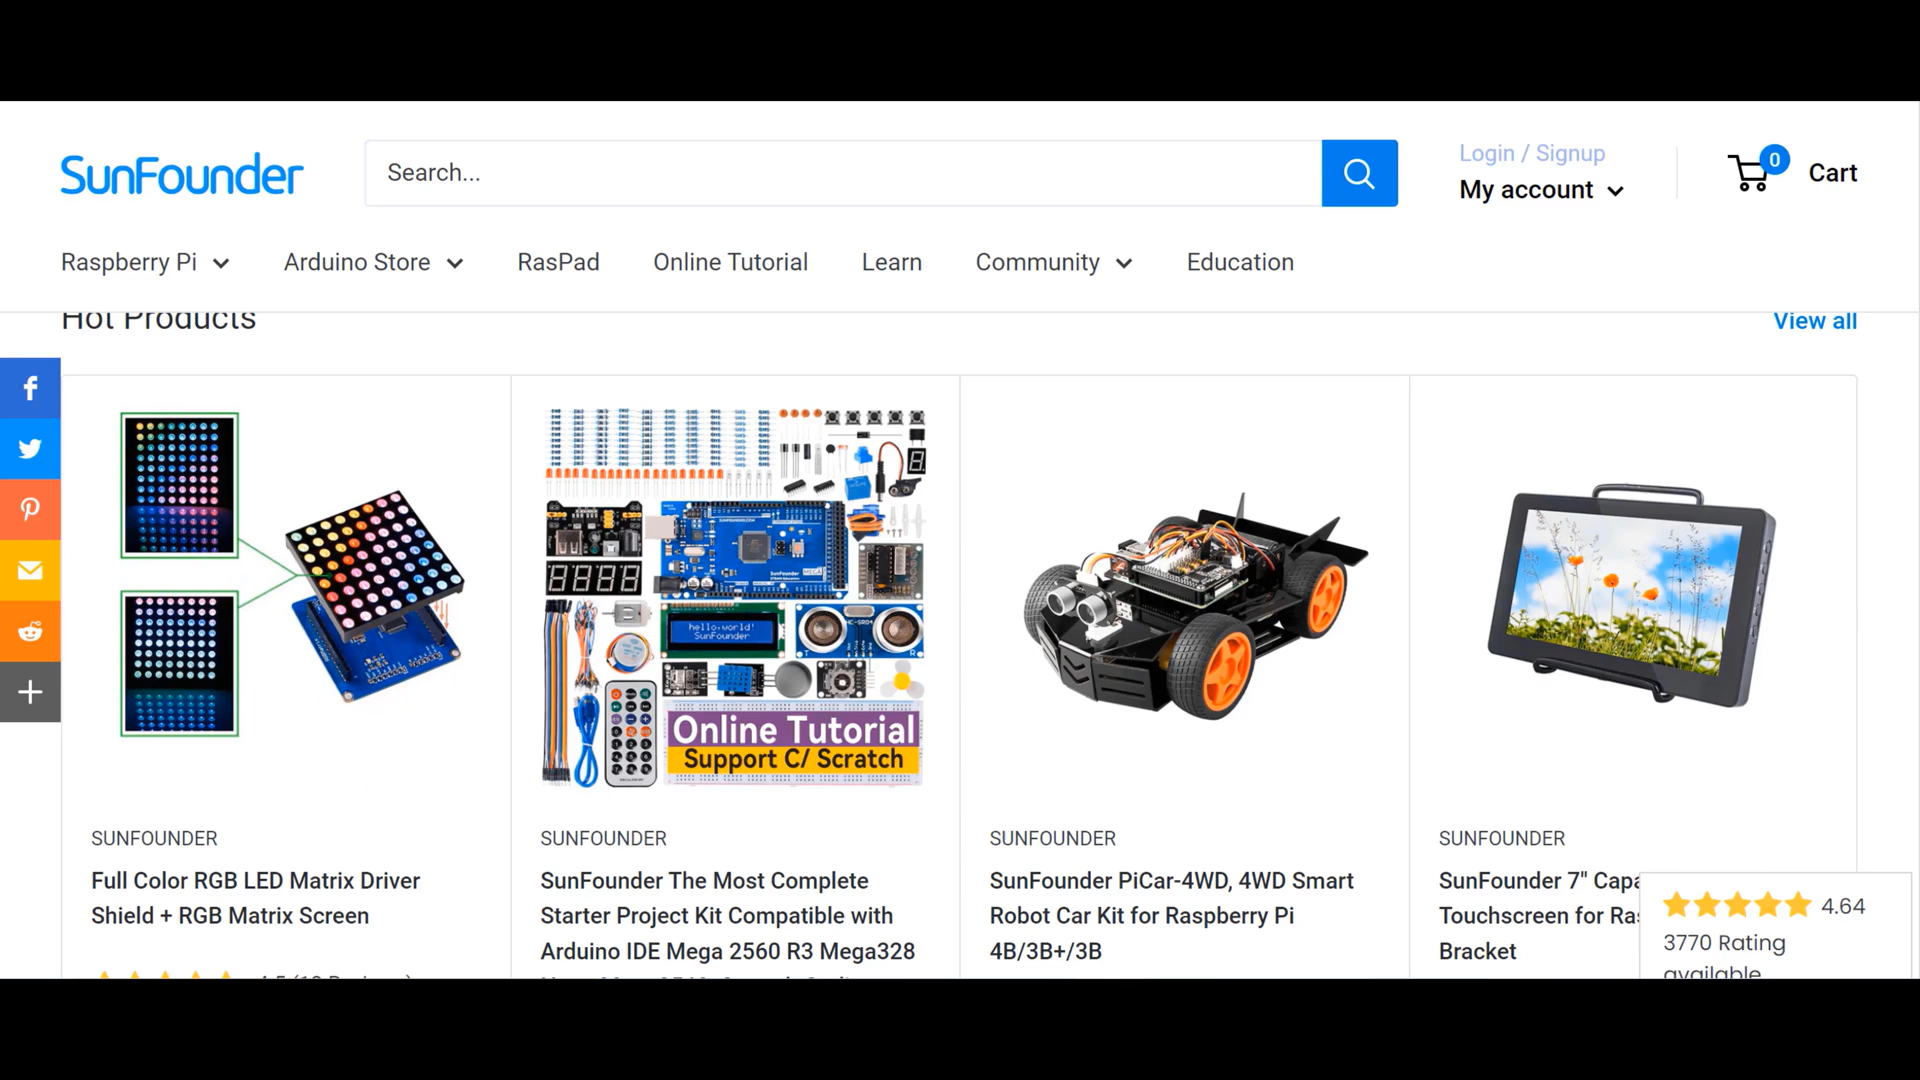 SunFounder
Search...
Login / Signup
My account
0
Cart
Raspberry Pi
Arduino Store
RasPad
Online Tutorial
Learn
Community
Education
Hot Products
View all
hello, world!
SunFounder
Online Tutorial
Support C/ Scratch
SUNFOUNDER
Full Color RGB LED Matrix Driver
Shield + RGB Matrix Screen
SUNFOUNDER
SunFounder The Most Complete
Starter Project Kit Compatible with
Arduino IDE Mega 2560 R3 Mega328
SUNFOUNDER
SunFounder PiCar-4WD, 4WD Smart
Robot Car Kit for Raspberry Pi
4B/3B+/3B
SUNFOUNDER
SunFounder 7"
Touchscreen for
Bracket
4.64
3770 Rating
available